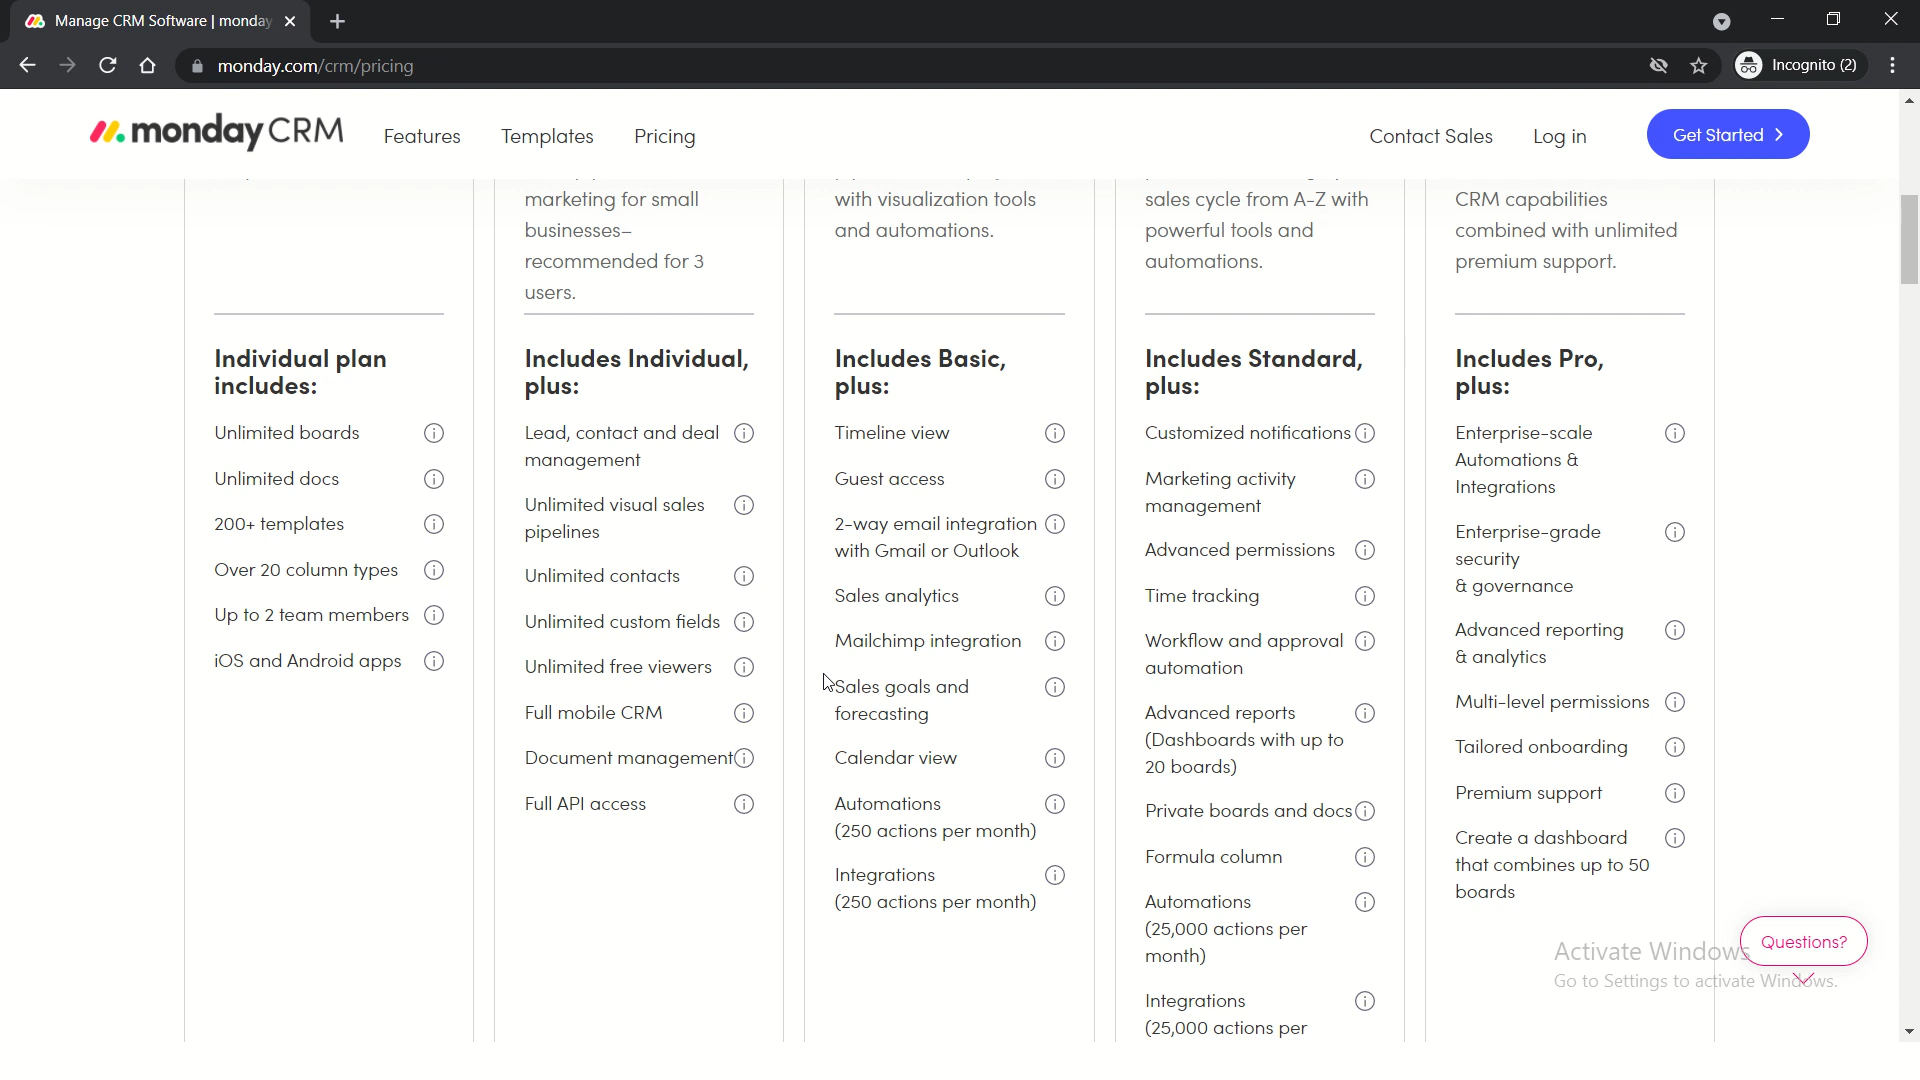 Manage CRM Software | monday
monday.com/crm/pricing
Incognito (2)
monday CRM
Features
Templates
Pricing
Contact Sales
Log in
Get Started
marketing for small
businesses–
recommended for 3
users.
with visualization tools
and automations.
sales cycle from A-Z with
powerful tools and
automations.
CRM capabilities
combined with unlimited
premium support.
Individual plan
includes:
Unlimited boards
Unlimited docs
200+ templates
Over 20 column types
Up to 2 team members
iOS and Android apps
Includes Individual,
plus:
Lead, contact and deal
management
Unlimited visual sales
pipelines
Unlimited contacts
Unlimited custom fields
Unlimited free viewers
Full mobile CRM
Document management
Full API access
Includes Basic,
plus:
Timeline view
Guest access
2-way email integration
with Gmail or Outlook
Sales analytics
Mailchimp integration
Sales goals and
forecasting
Calendar view
Automations
(250 actions per month)
Integrations
(250 actions per month)
Includes Standard,
plus:
Customized notifications
Marketing activity
management
Advanced permissions
Time tracking
Workflow and approval
automation
Advanced reports
(Dashboards with up to
20 boards)
Private boards and docs
Formula column
Automations
(25,000 actions per
month)
Integrations
(25,000 actions per
Includes Pro,
plus:
Enterprise-scale
Automations &
Integrations
Enterprise-grade
security
& governance
Advanced reporting
& analytics
Multi-level permissions
Tailored onboarding
Premium support
Create a dashboard
that combines up to 50
boards
Questions?
Activate Windows
Go to Settings to activate Windows.